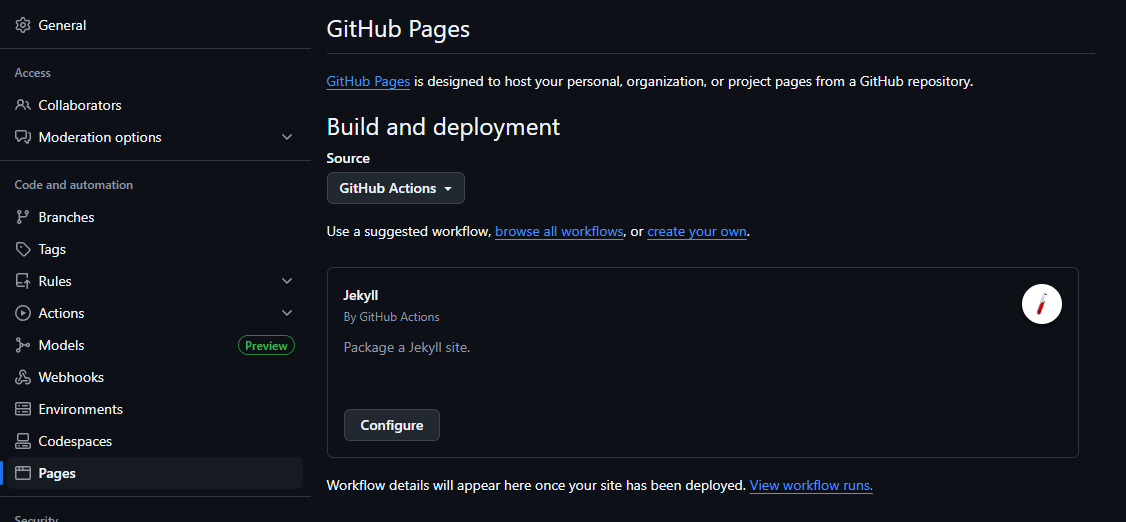 General
Access
Collaborators
Moderation options
Code and automation
Branches
Tags
Rules
Actions
Models Preview
Webhooks
Environments
Codespaces
Pages
Security
GitHub Pages
GitHub Pages is designed to host your personal, organization, or project pages from a GitHub repository.
Build and deployment
Source
GitHub Actions
Use a suggested workflow, browse all workflows, or create your own.
Jekyll
By GitHub Actions
Package a Jekyll site.
Configure
Workflow details will appear here once your site has been deployed. View workflow runs.